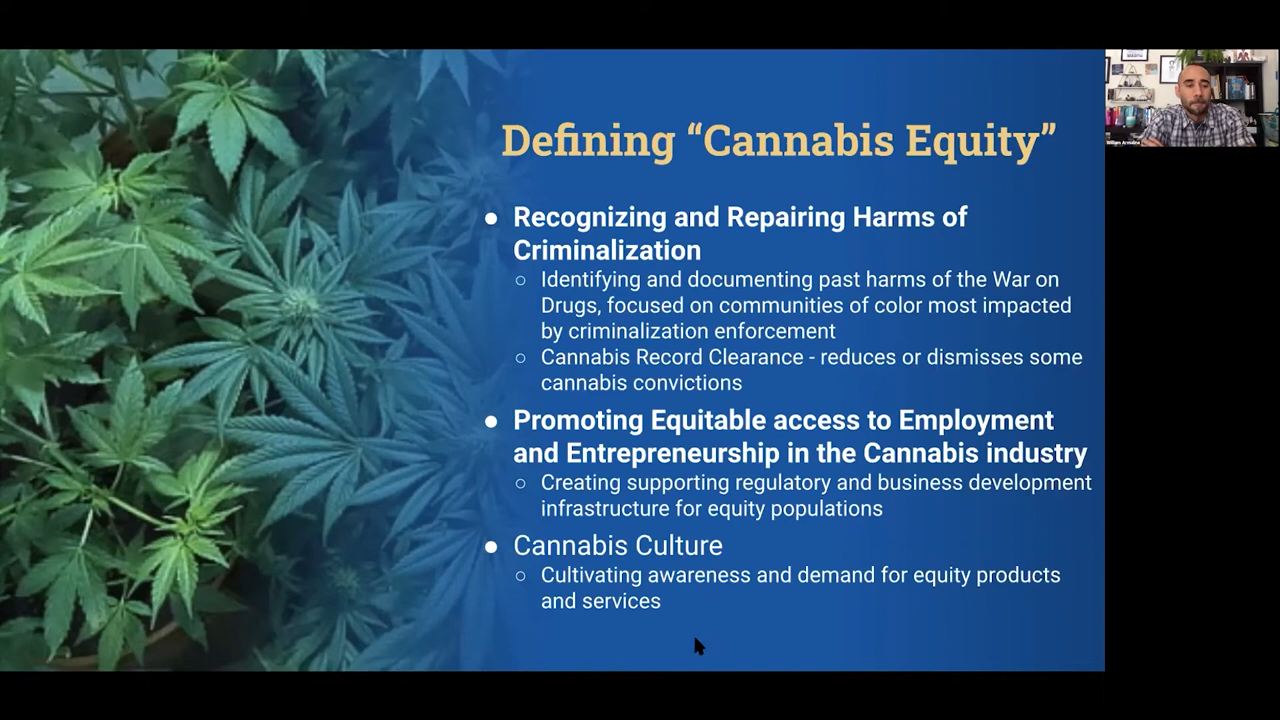 Defining “Cannabis Equity”
● Recognizing and Repairing Harms of
Criminalization
○ Identifying and documenting past harms of the War on
Drugs, focused on communities of color most impacted
by criminalization enforcement
○ Cannabis Record Clearance - reduces or dismisses some
cannabis convictions
● Promoting Equitable access to Employment
and Entrepreneurship in the Cannabis industry
○ Creating supporting regulatory and business development
infrastructure for equity populations
● Cannabis Culture
○ Cultivating awareness and demand for equity products
and services
William Armaline